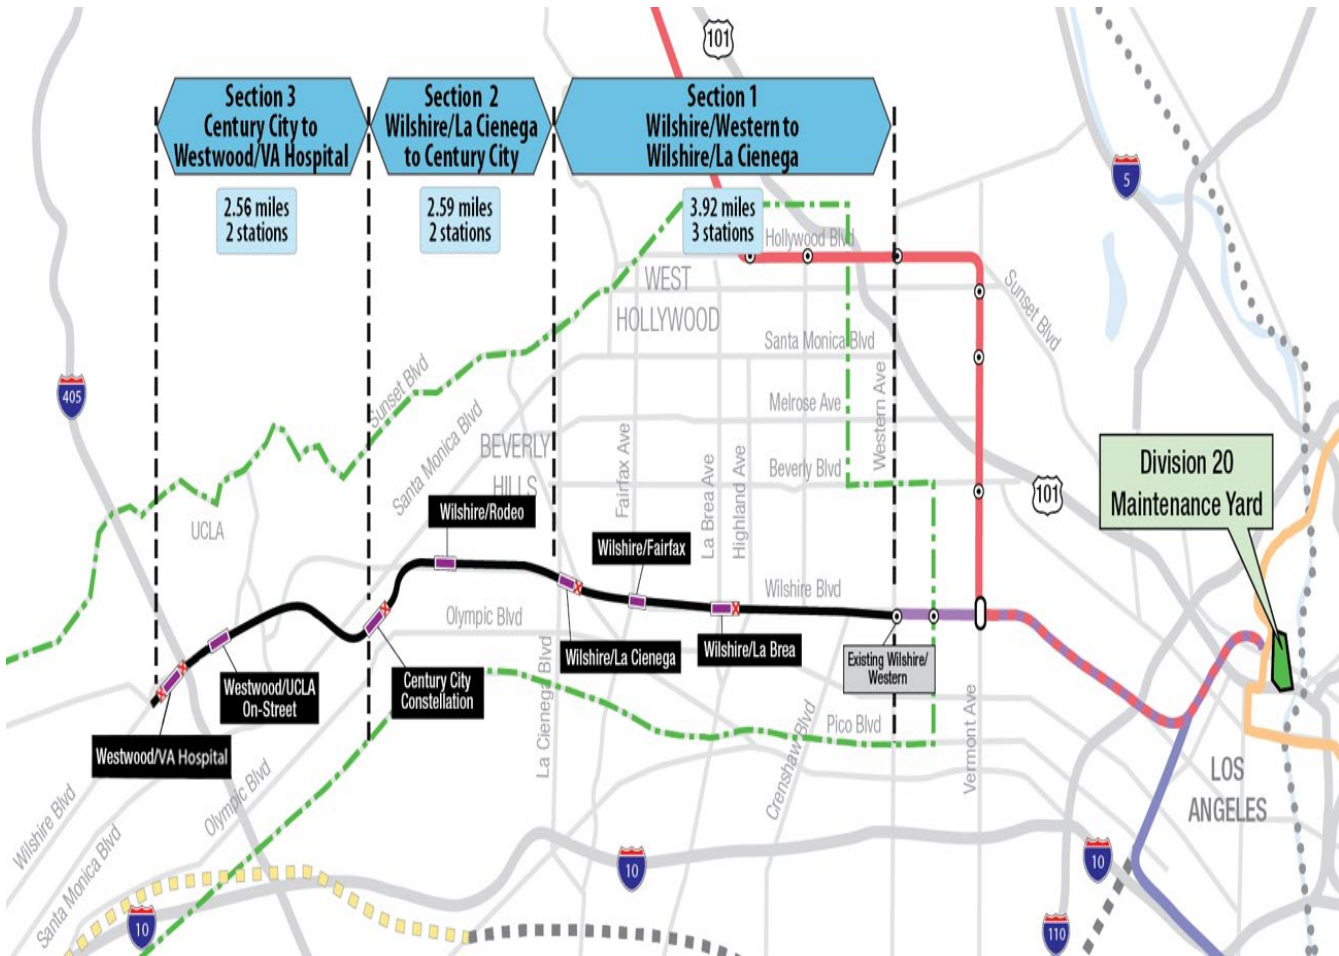 101
Section 3
Century City to
Westwood/VA Hospital
Section 2
Wilshire/La Cienega
to Century City
Section 1
Wilshire/Western to
Wilshire/La Cienega
2.56 miles
2 stations
2.59 miles
2 stations
3.92 miles
3 stations
5
Hollywood Blvd
WEST
HOLLYWOOD
Sunset Blvd
Santa Monica Blvd
405
Sunset Blvd
Santa Monica Blvd
Melrose Ave
Western Ave
BEVERLY
HILLS
Fairfax Ave
La Brea Ave
Highland Ave
Beverly Blvd
101
Division 20
Maintenance Yard
UCLA
Wilshire/Rodeo
Wilshire/Fairfax
Wilshire Blvd
Olympic Blvd
Wilshire/La Cienega
Wilshire/La Brea
Existing Wilshire/
Western
Westwood/UCLA
On-Street
Century City
Constellation
La Cienega Blvd
Pico Blvd
Crenshaw Blvd
Vermont Ave
Westwood/VA Hospital
LOS
ANGELES
Wilshire Blvd
Santa Monica Blvd
Olympic Blvd
10
10
10
110